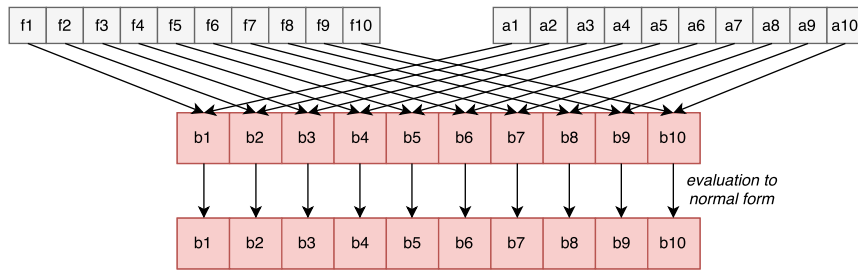 f1 f2 f3 f4 f5 f6 f7 f8 f9 f10 a1 a2 a3 a4 a5 a6 a7 a8 a9 a10
b1 b2 b3 b4 b5 b6 b7 b8 b9 b10
evaluation to
normal form
b1 b2 b3 b4 b5 b6 b7 b8 b9 b10